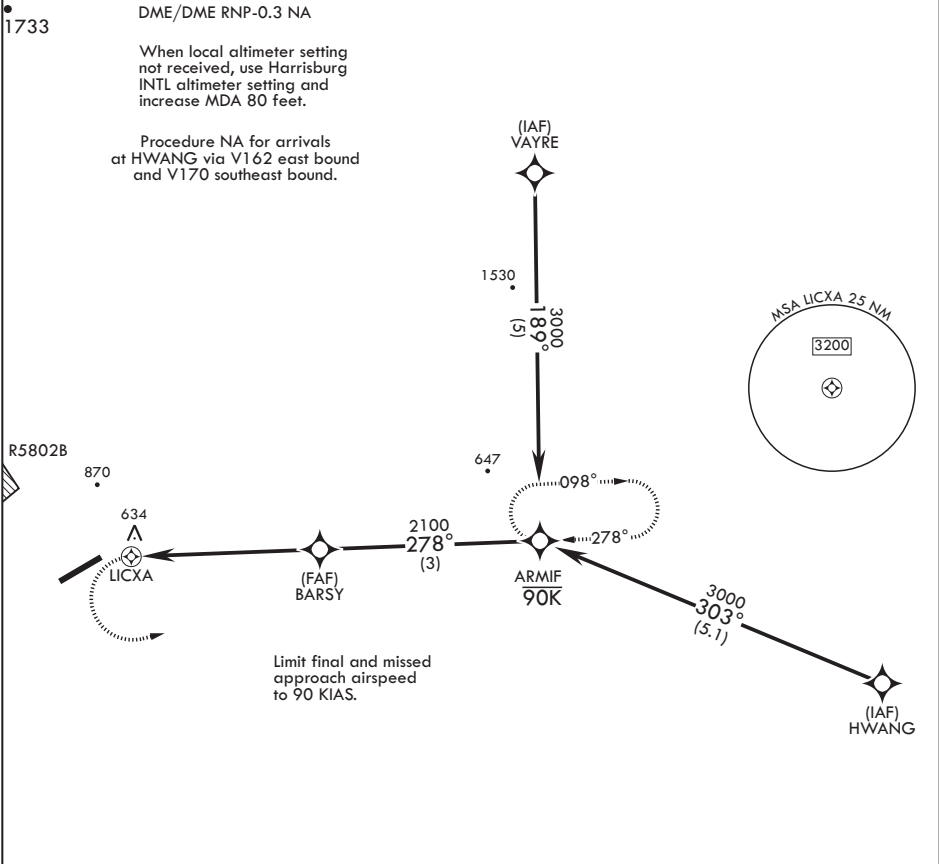 DME/DME RNP-0.3 NA
1733
When local altimeter setting
not received, use Harrisburg
INTL altimeter setting and
increase MDA 80 feet.
Procedure NA for arrivals
at HWANG via V162 east bound
and V170 southeast bound.
(IAF)
VAYRE
1530
3000
189°
(5)
MSA LICXA 25 NM
3200
R5802B
870
647
098°
634
2100
278°
(3)
278°
LICXA
(FAF)
BARSY
ARMIF
90K
3000
303°
(5.1)
Limit final and missed
approach airspeed
to 90 KIAS.
(IAF)
HWANG